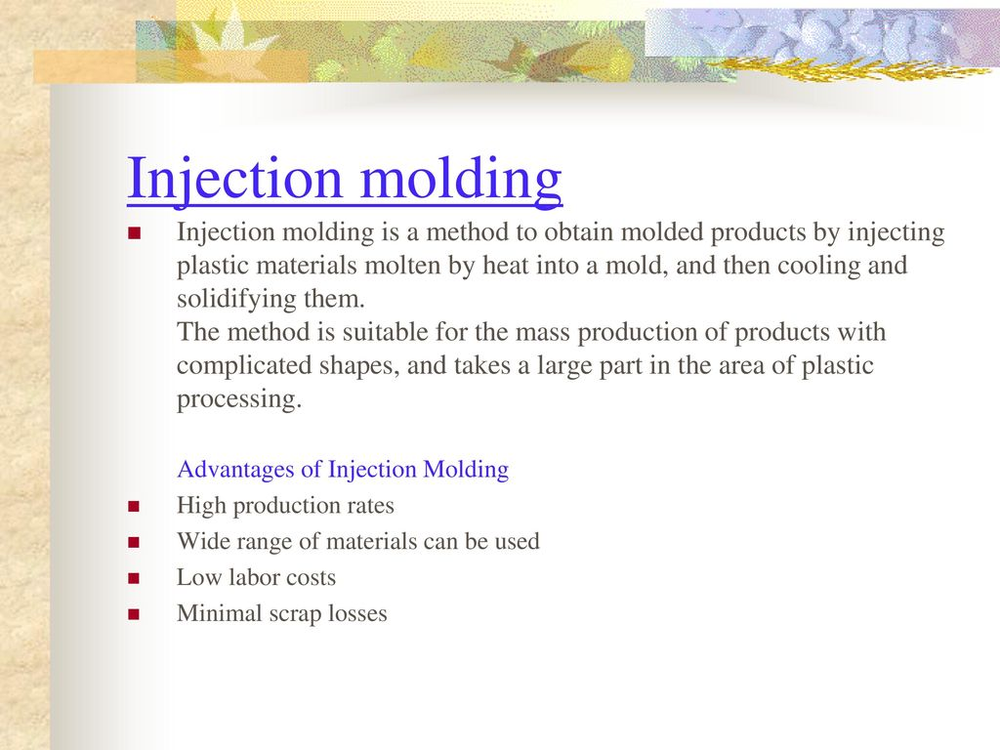 Injection molding
Injection molding is a method to obtain molded products by injecting
plastic materials molten by heat into a mold, and then cooling and
solidifying them.
The method is suitable for the mass production of products with
complicated shapes, and takes a large part in the area of plastic
processing.
Advantages of Injection Molding
High production rates
Wide range of materials can be used
Low labor costs
Minimal scrap losses